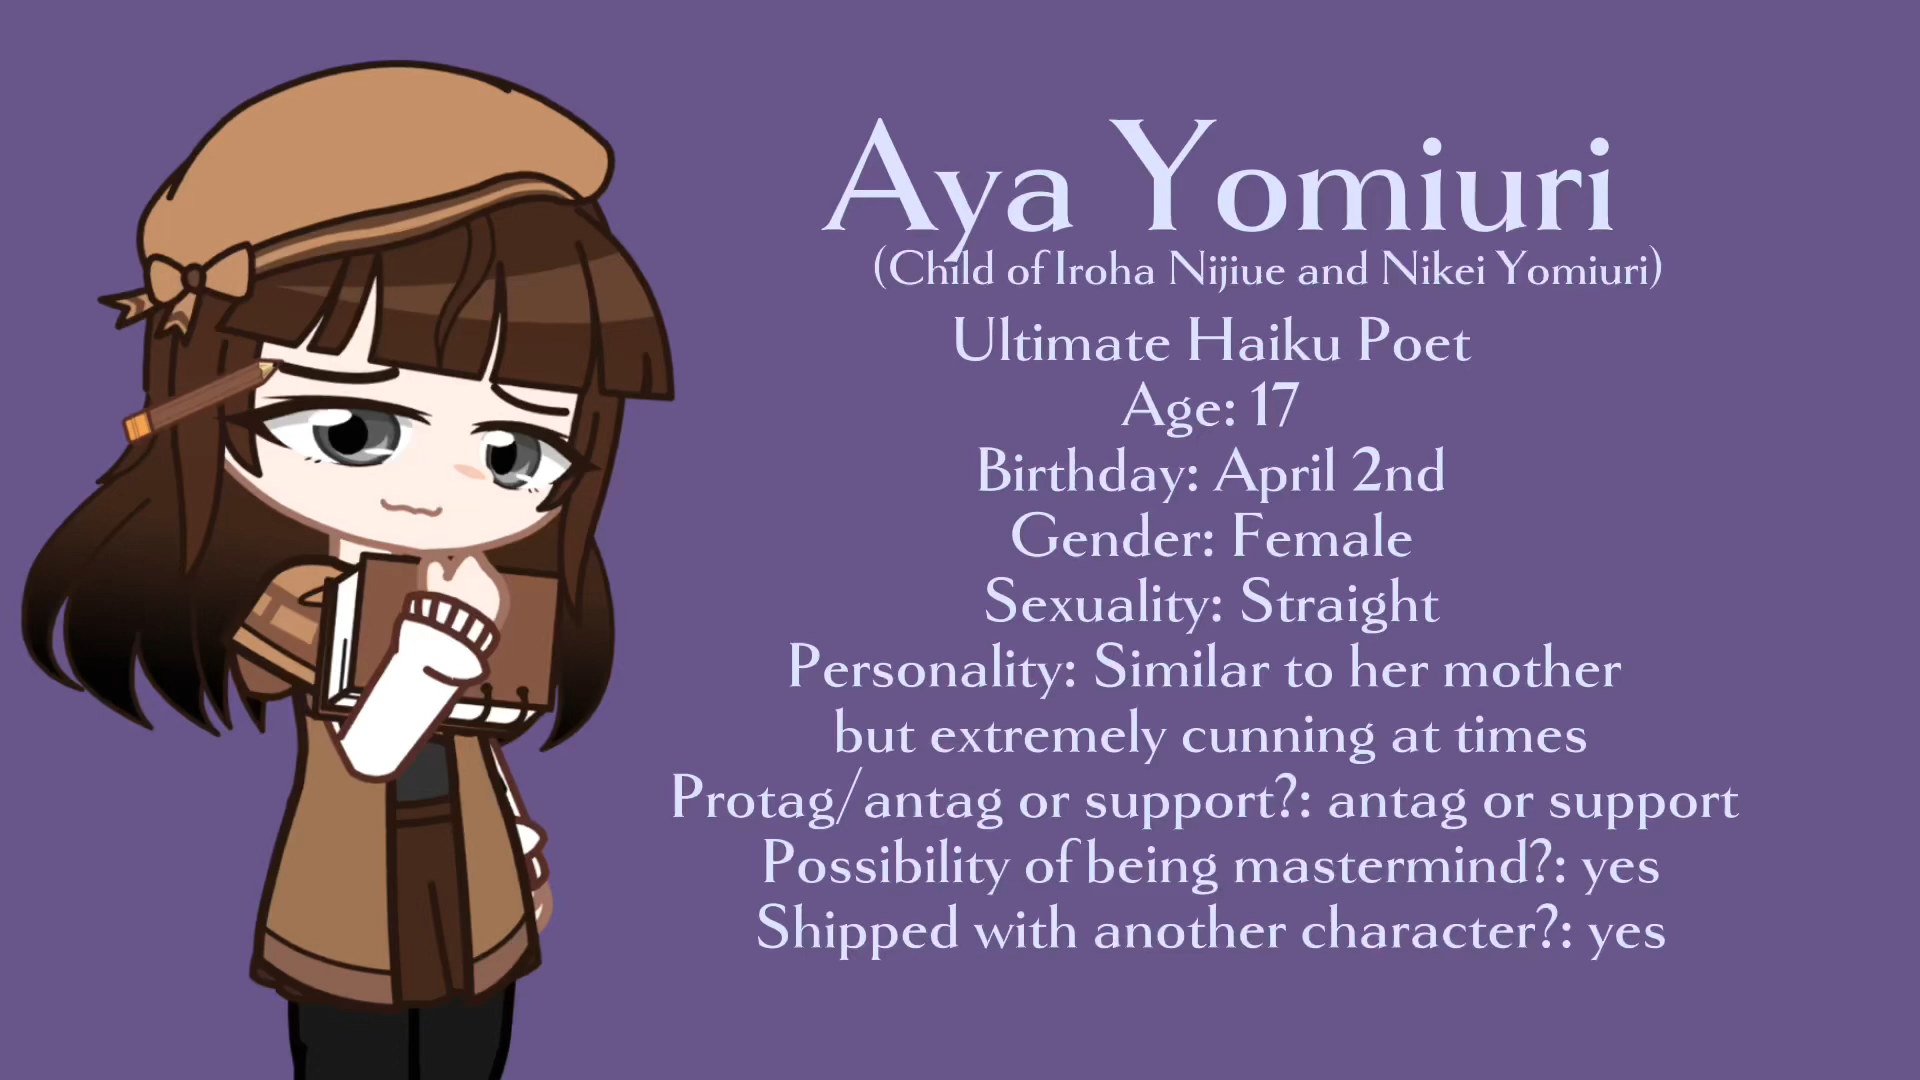 Aya Yomiuri
(Child of Iroha Nijiue and Nikei Yomiuri)
Ultimate Haiku Poet
Age: 17
Birthday: April 2nd
Gender: Female
Sexuality: Straight
Personality: Similar to her mother
but extremely cunning at times
Protag/antag or support?: antag or support
Possibility of being mastermind?: yes
Shipped with another character?: yes